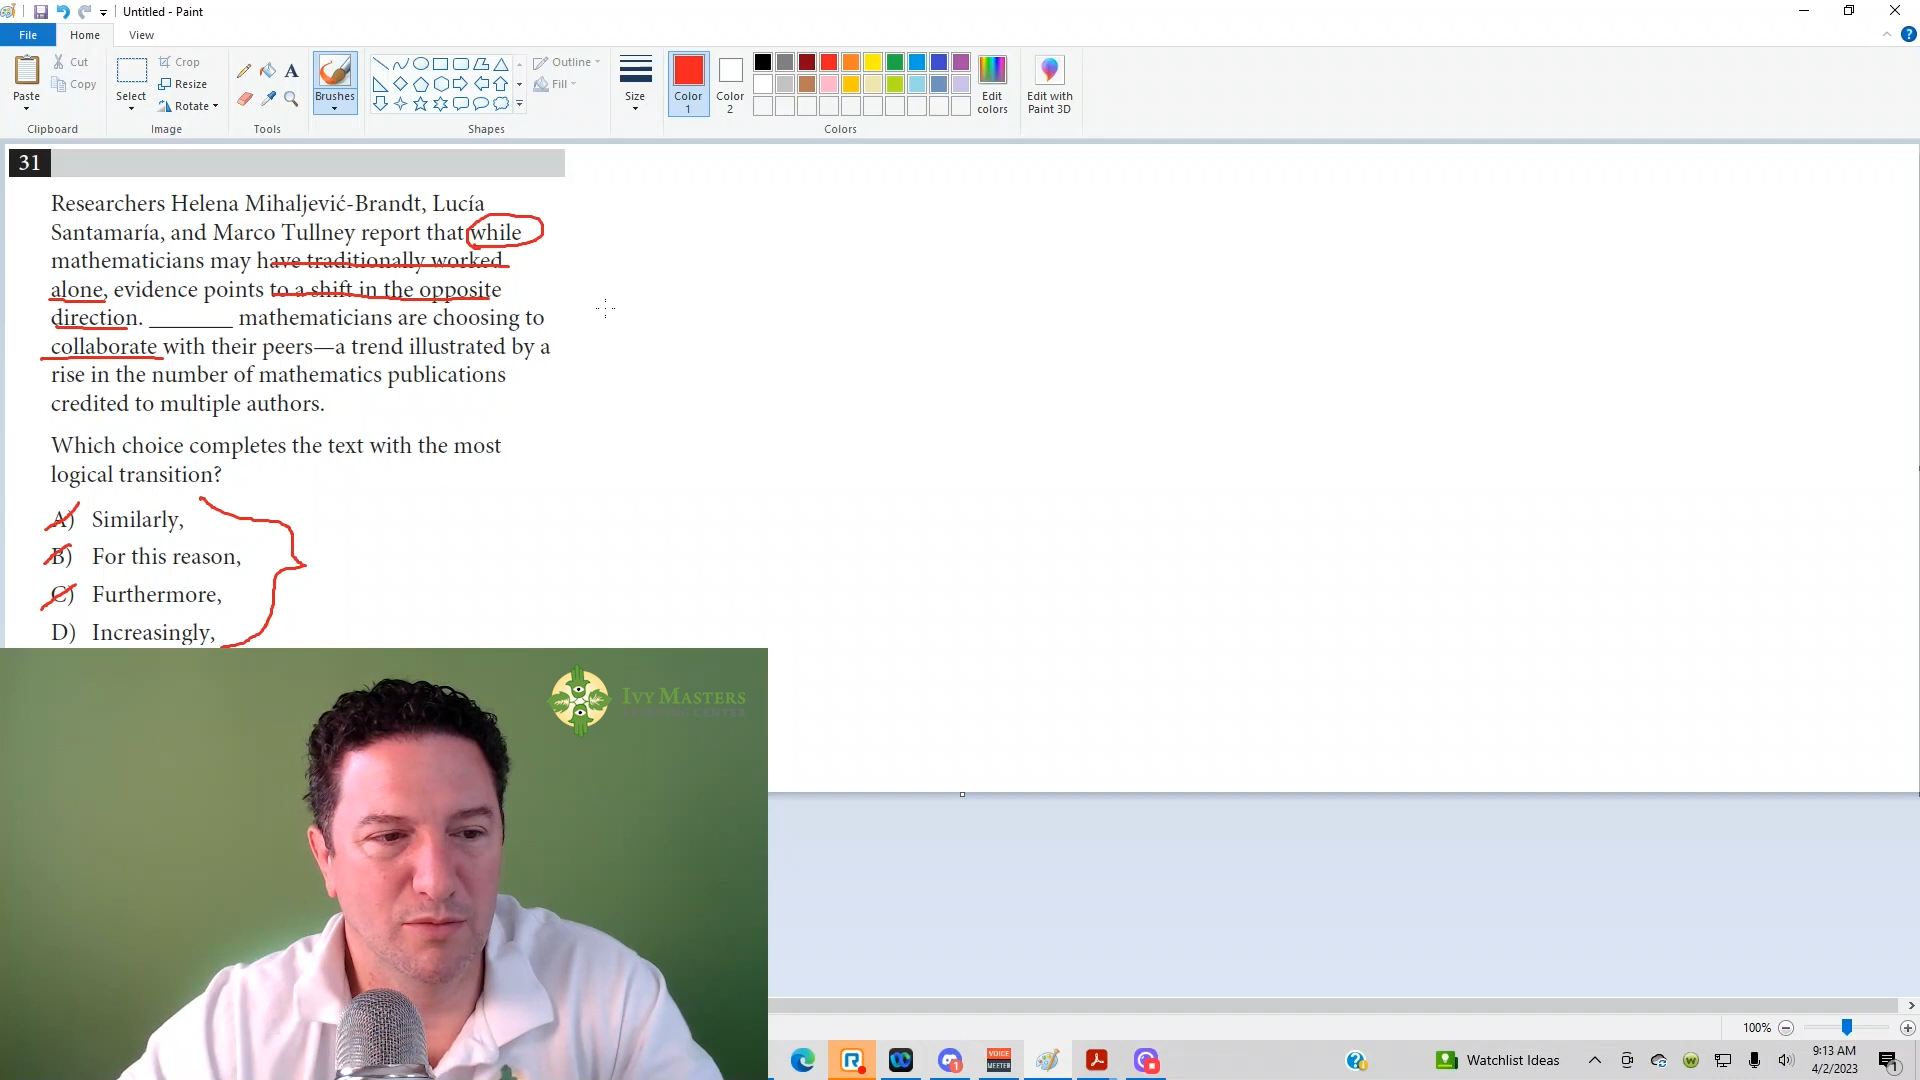 Untitled - Paint
File
Home
View
Paste
Cut
Copy
Clipboard
Select
Crop
Resize
Rotate
Image
Tools
Brushes
Shapes
Outline
Fill
Size
Color 1
Color 2
Edit colors
Edit with Paint 3D
Colors
31
Researchers Helena Mihaljević-Brandt, Lucía
Santamaría, and Marco Tullney report that while
mathematicians may have traditionally worked
alone, evidence points to a shift in the opposite
direction. _______ mathematicians are choosing to
collaborate with their peers—a trend illustrated by a
rise in the number of mathematics publications
credited to multiple authors.
Which choice completes the text with the most
logical transition?
A) Similarly,
B) For this reason,
C) Furthermore,
D) Increasingly,
IVY MASTERS
100%
VOICE
MEETER
Watchlist Ideas
9:13 AM
4/2/2023